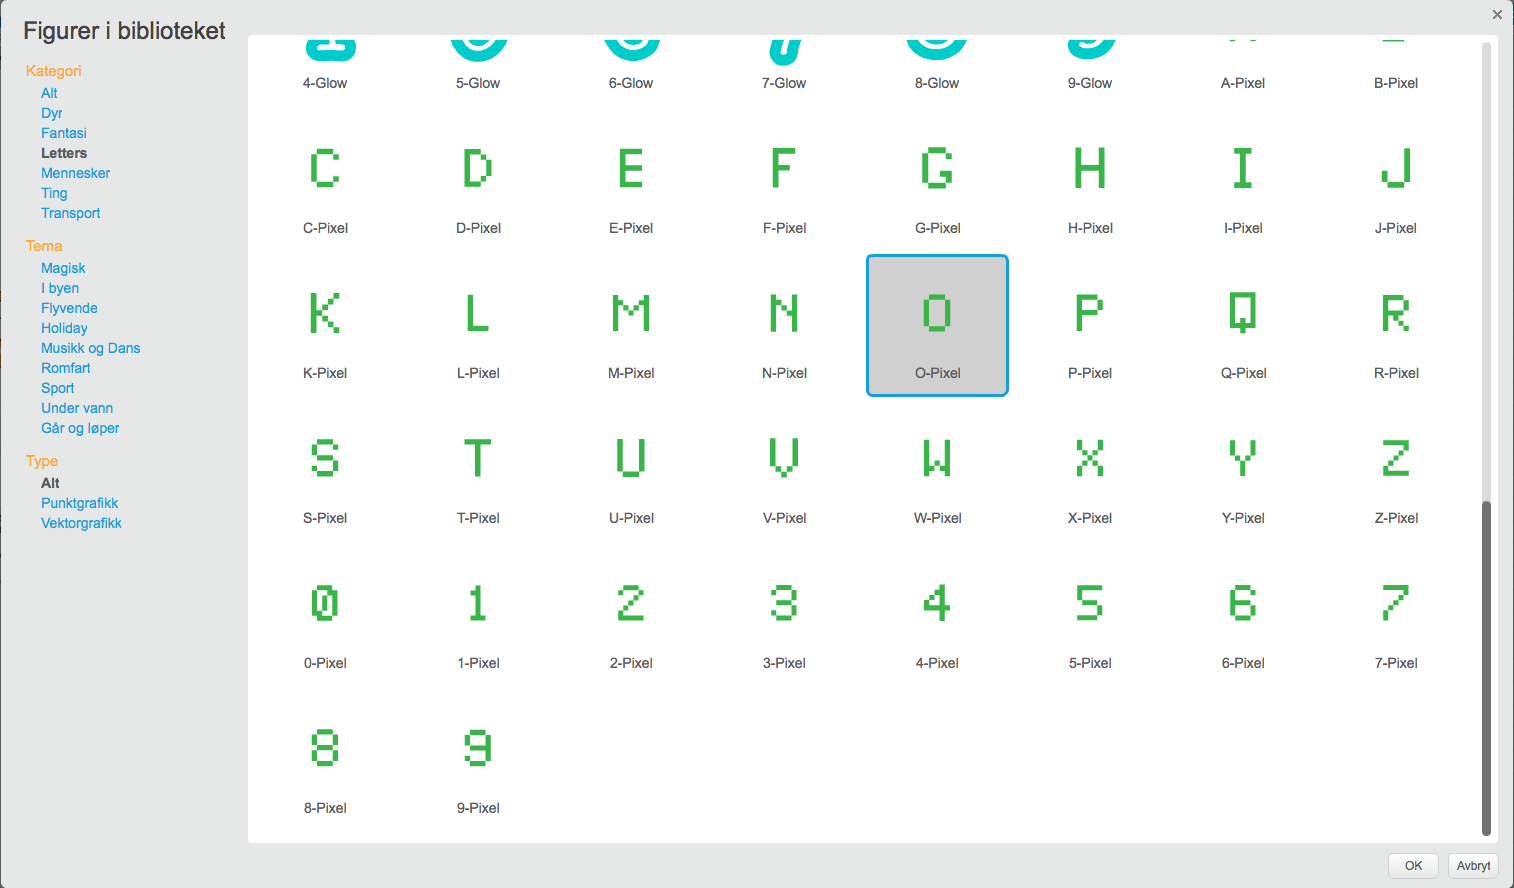 Figurer i biblioteket
Kategori
Alt
Dyr
Fantasi
Letters
Mennesker
Ting
Transport
Tema
Magisk
I byen
Flyvende
Holiday
Musikk og Dans
Romfart
Sport
Under vann
Går og løper
Type
Alt
Punktgrafikk
Vektorgrafikk
4-Glow 5-Glow 6-Glow 7-Glow 8-Glow 9-Glow A-Pixel B-Pixel
C D E F G H I J
C-Pixel D-Pixel E-Pixel F-Pixel G-Pixel H-Pixel I-Pixel J-Pixel
K L M N O P Q R
K-Pixel L-Pixel M-Pixel N-Pixel O-Pixel P-Pixel Q-Pixel R-Pixel
S T U V W X Y Z
S-Pixel T-Pixel U-Pixel V-Pixel W-Pixel X-Pixel Y-Pixel Z-Pixel
0 1 2 3 4 5 6 7
0-Pixel 1-Pixel 2-Pixel 3-Pixel 4-Pixel 5-Pixel 6-Pixel 7-Pixel
8 9
8-Pixel 9-Pixel
OK Avbryt